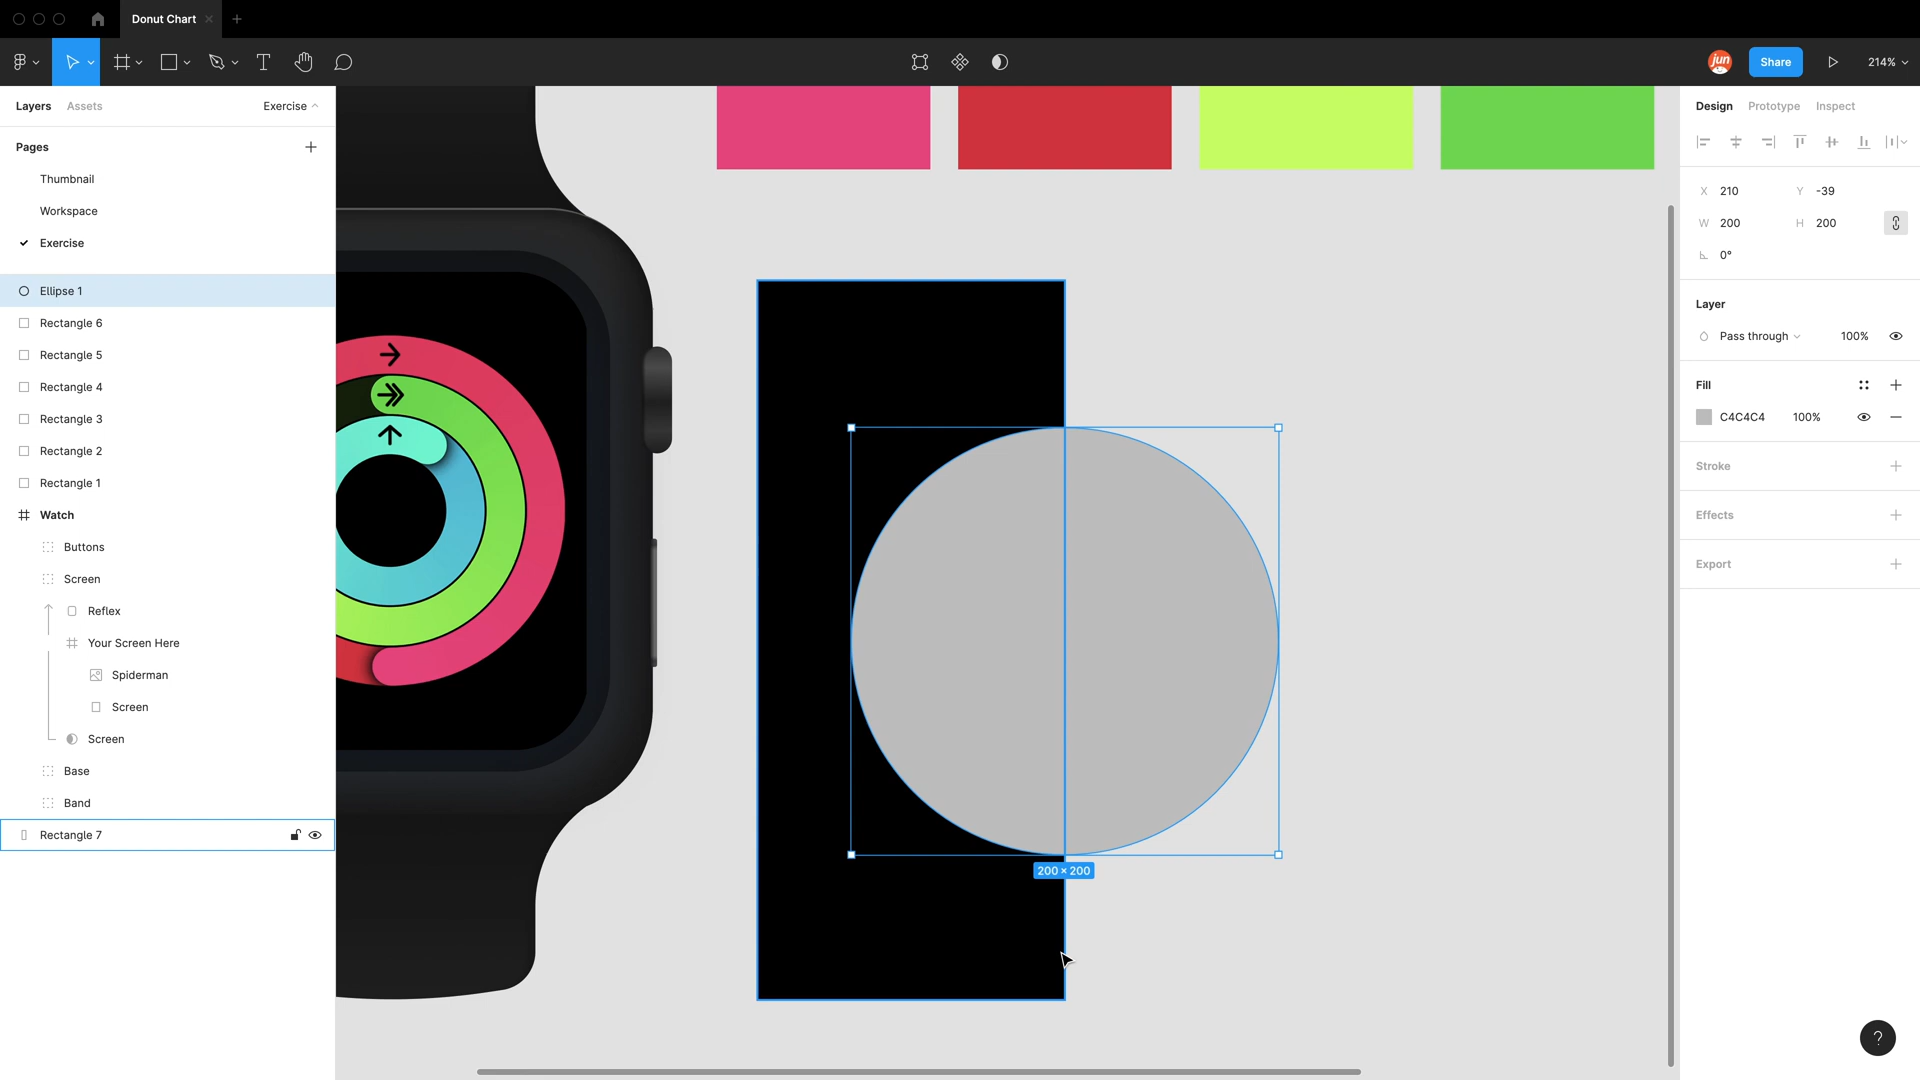 Donut Chart
jun
Share
214%
Layers
Assets
Exercise
Pages
Thumbnail
Workspace
Exercise
Ellipse 1
Rectangle 6
Rectangle 5
Rectangle 4
Rectangle 3
Rectangle 2
Rectangle 1
Watch
Buttons
Screen
Reflex
Your Screen Here
Spiderman
Screen
Screen
Base
Band
Rectangle 7
200 × 200
Design
Prototype
Inspect
X 210
Y -39
W 200
H 200
0°
Layer
Pass through
100%
Fill
C4C4C4
100%
Stroke
Effects
Export
?